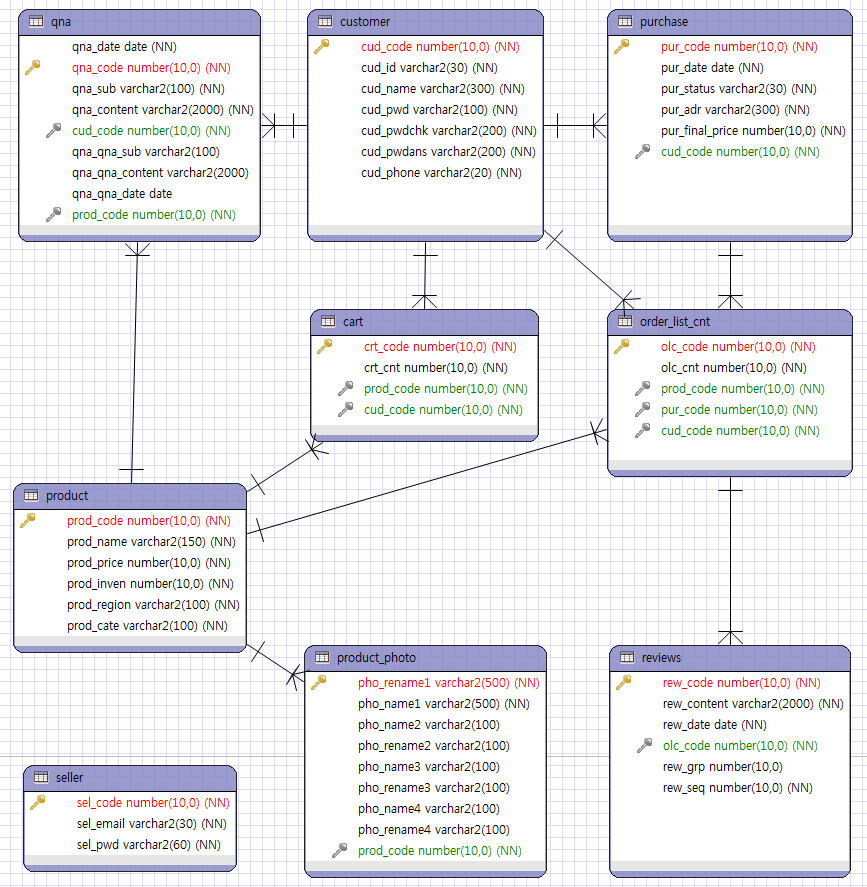 qna
qna_date date (NN)
qna_code number(10,0) (NN)
qna_sub varchar2(100) (NN)
qna_content varchar2(2000) (NN)
cud_code number(10,0) (NN)
qna_qna_sub varchar2(100)
qna_qna_content varchar2(2000)
qna_qna_date date
prod_code number(10,0) (NN)
customer
cud_code number(10,0) (NN)
cud_id varchar2(30) (NN)
cud_name varchar2(300) (NN)
cud_pwd varchar2(100) (NN)
cud_pwdchk varchar2(200) (NN)
cud_pwdans varchar2(200) (NN)
cud_phone varchar2(20) (NN)
purchase
pur_code number(10,0) (NN)
pur_date date (NN)
pur_status varchar2(30) (NN)
pur_adr varchar2(300) (NN)
pur_final_price number(10,0) (NN)
cud_code number(10,0) (NN)
cart
crt_code number(10,0) (NN)
crt_cnt number(10,0) (NN)
prod_code number(10,0) (NN)
cud_code number(10,0) (NN)
order_list_cnt
olc_code number(10,0) (NN)
olc_cnt number(10,0) (NN)
prod_code number(10,0) (NN)
pur_code number(10,0) (NN)
cud_code number(10,0) (NN)
product
prod_code number(10,0) (NN)
prod_name varchar2(150) (NN)
prod_price number(10,0) (NN)
prod_inven number(10,0) (NN)
prod_region varchar2(100) (NN)
prod_cate varchar2(100) (NN)
product_photo
pho_rename1 varchar2(500) (NN)
pho_name1 varchar2(500) (NN)
pho_name2 varchar2(100)
pho_rename2 varchar2(100)
pho_name3 varchar2(100)
pho_rename3 varchar2(100)
pho_name4 varchar2(100)
pho_rename4 varchar2(100)
prod_code number(10,0) (NN)
reviews
rew_code number(10,0) (NN)
rew_content varchar2(2000) (NN)
rew_date date (NN)
olc_code number(10,0) (NN)
rew_grp number(10,0)
rew_seq number(10,0) (NN)
seller
sel_code number(10,0) (NN)
sel_email varchar2(30) (NN)
sel_pwd varchar2(60) (NN)